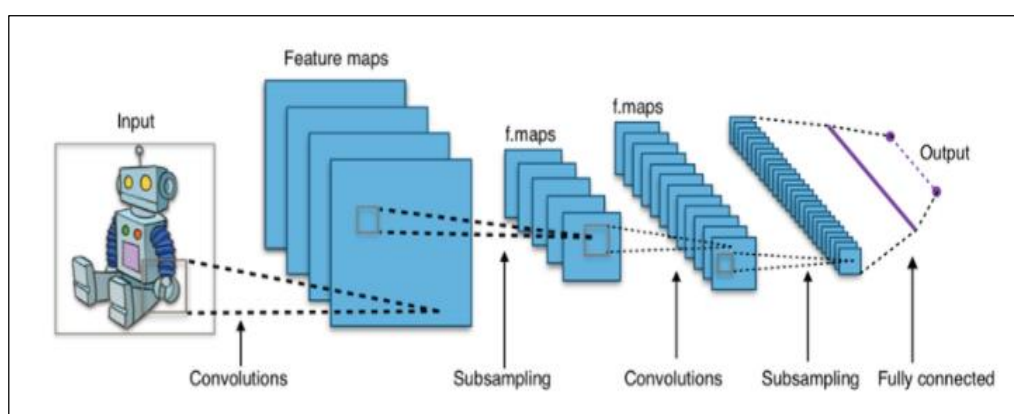 Feature maps
f.maps
Input
f.maps
Output
Convolutions
Subsampling
Convolutions
Subsampling
Fully connected